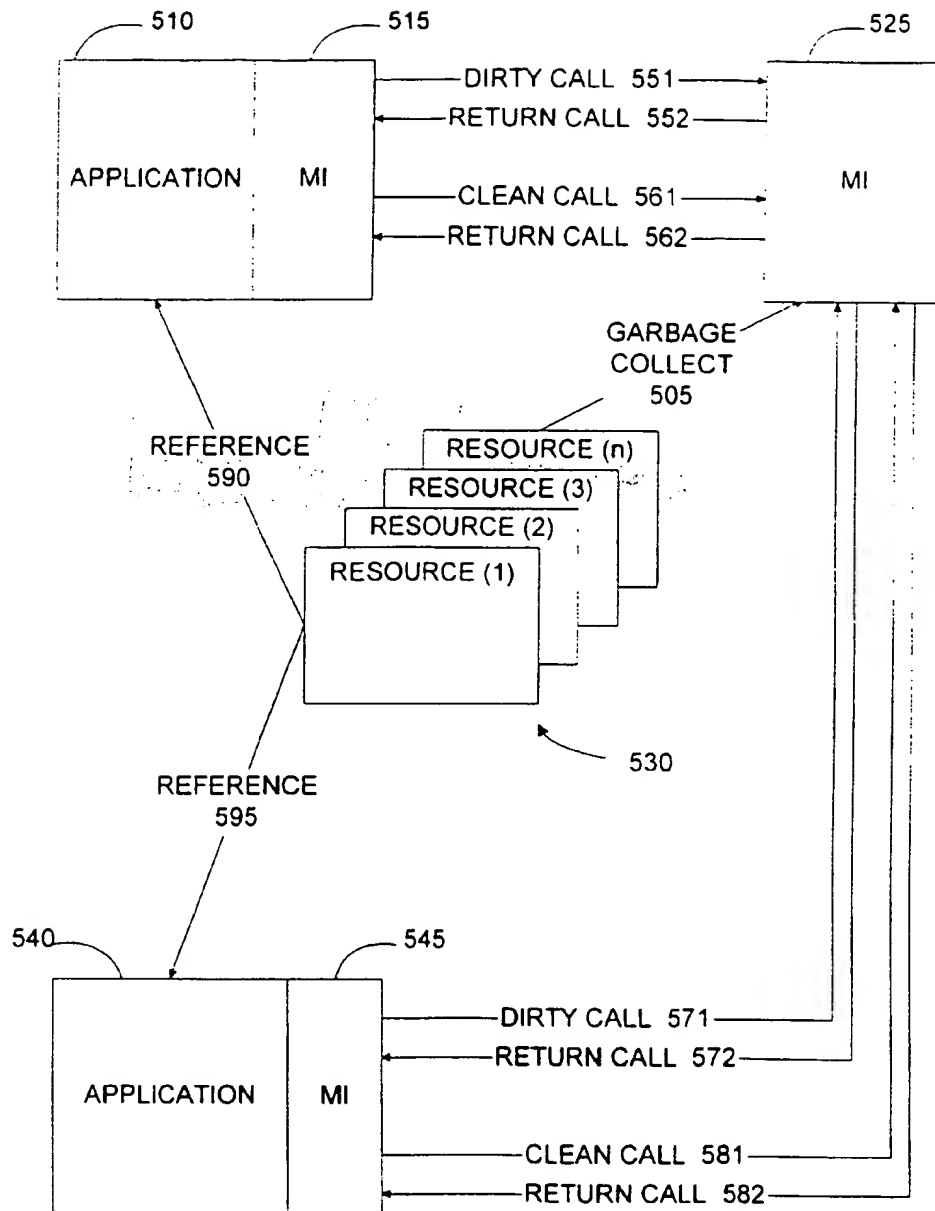 510
515
525
DIRTY CALL 551
RETURN CALL 552
APPLICATION
MI
MI
CLEAN CALL 561
RETURN CALL 562
GARBAGE
COLLECT
505
REFERENCE
590
RESOURCE (n)
RESOURCE (3)
RESOURCE (2)
RESOURCE (1)
530
REFERENCE
595
540
545
DIRTY CALL 571
RETURN CALL 572
APPLICATION
MI
CLEAN CALL 581
RETURN CALL 582